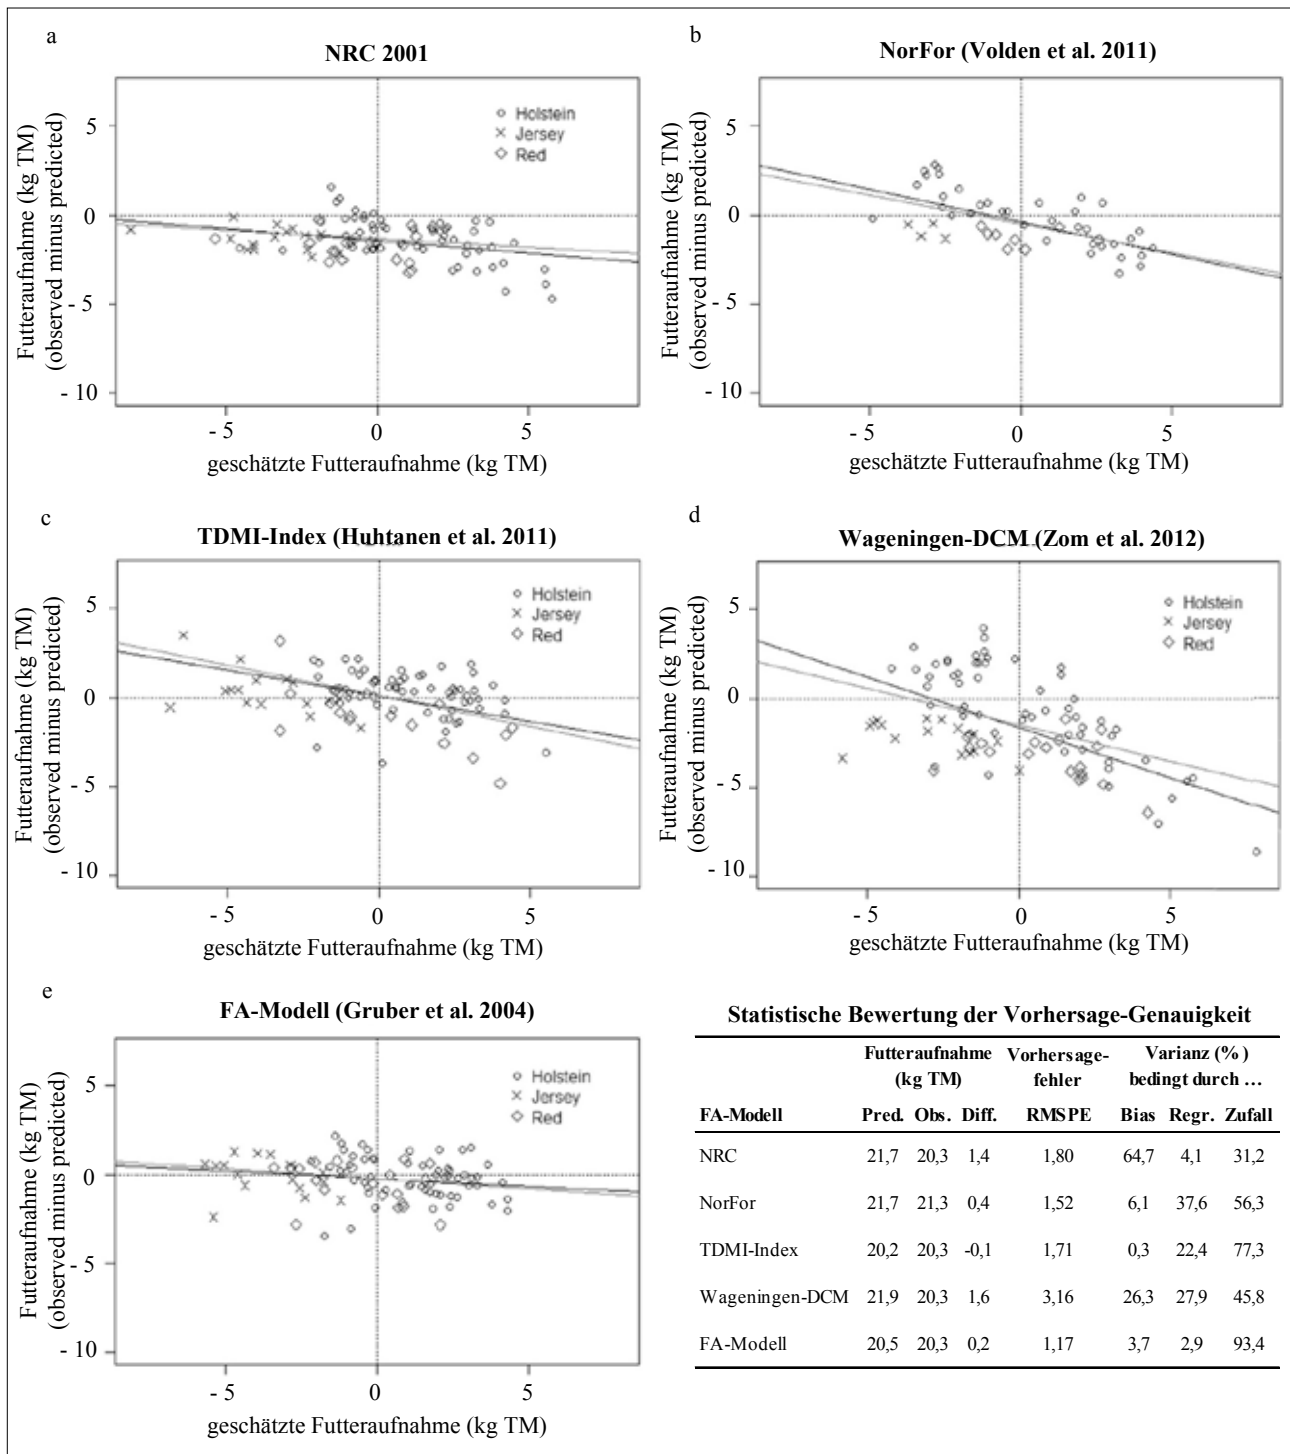 a
NRC 2001
Futteraufnahme (kg TM)
(observed minus predicted)
5
0
- 5
- 10
Holstein
Jersey
Red
- 5 0 5
geschätzte Futteraufnahme (kg TM)
b
NorFor (Volden et al. 2011)
Futteraufnahme (kg TM)
(observed minus predicted)
5
0
- 5
- 10
- 5 0 5
geschätzte Futteraufnahme (kg TM)
c
TDMI-Index (Huhtanen et al. 2011)
Futteraufnahme (kg TM)
(observed minus predicted)
5
0
- 5
- 10
Holstein
Jersey
Red
- 5 0 5
geschätzte Futteraufnahme (kg TM)
d
Wageningen-DCM (Zom et al. 2012)
Futteraufnahme (kg TM)
(observed minus predicted)
5
0
- 5
- 10
Holstein
Jersey
Red
- 5 0 5
geschätzte Futteraufnahme (kg TM)
e
FA-Modell (Gruber et al. 2004)
Futteraufnahme (kg TM)
(observed minus predicted)
5
0
- 5
- 10
Holstein
Jersey
Red
- 5 0 5
geschätzte Futteraufnahme (kg TM)
Statistische Bewertung der Vorhersage-Genauigkeit
Futteraufnahme Vorhersage- Varianz (%)
(kg TM) fehler bedingt durch …
FA-Modell Pred. Obs. Diff. RMSPE Bias Regr. Zufall
NRC 21,7 20,3 1,4 1,80 64,7 4,1 31,2
NorFor 21,7 21,3 0,4 1,52 6,1 37,6 56,3
TDMI-Index 20,2 20,3 -0,1 1,71 0,3 22,4 77,3
Wageningen-DCM 21,9 20,3 1,6 3,16 26,3 27,9 45,8
FA-Modell 20,5 20,3 0,2 1,17 3,7 2,9 93,4